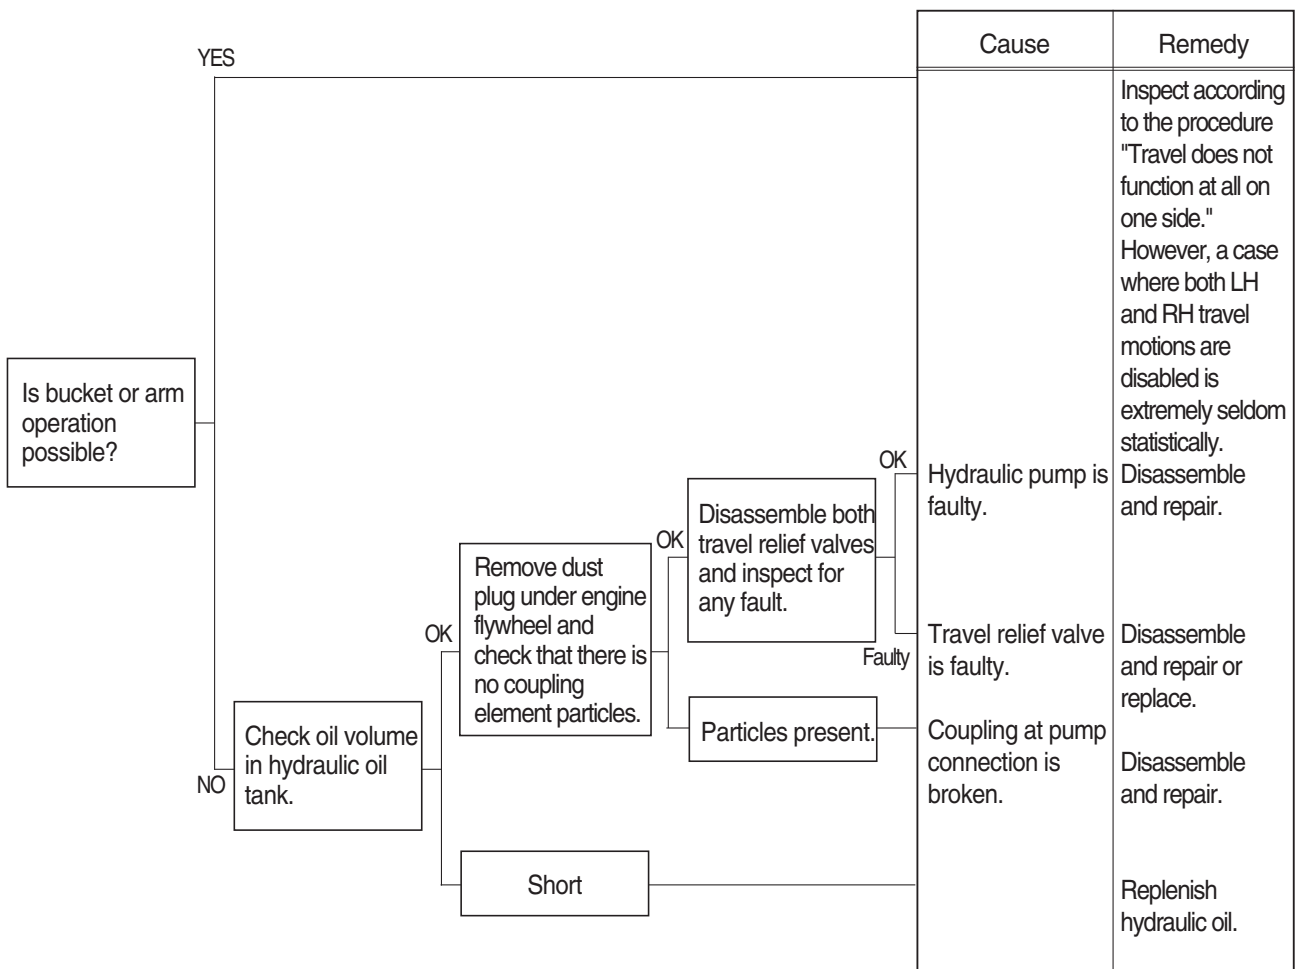 Cause
Remedy
YES
Inspect according
to the procedure
"Travel does not
function at all on
one side."
However, a case
where both LH
and RH travel
motions are
disabled is
extremely seldom
statistically.
Is bucket or arm
operation
possible?
NO
Check oil volume
in hydraulic oil
tank.
OK
Remove dust
plug under engine
flywheel and
check that there is
no coupling
element particles.
OK
Disassemble both
travel relief valves
and inspect for
any fault.
OK
Hydraulic pump is
faulty.
Disassemble
and repair.
Faulty
Travel relief valve
is faulty.
Disassemble
and repair or
replace.
Particles present.
Coupling at pump
connection is
broken.
Disassemble
and repair.
Short
Replenish
hydraulic oil.